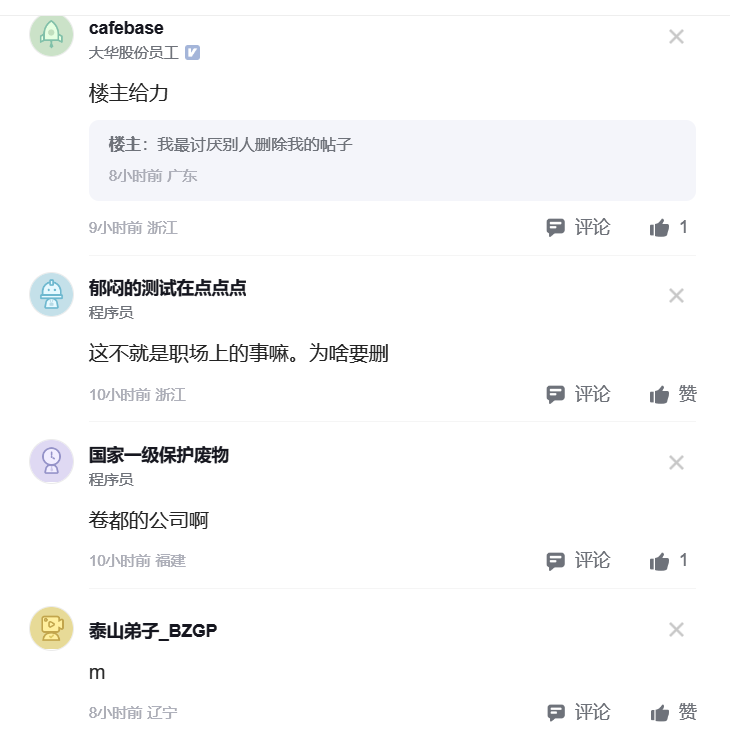 cafebase
大华股份员工
楼主给力
楼主：我最讨厌别人删除我的帖子
8小时前 广东
9小时前 浙江 评论 1
郁闷的测试在点点点
程序员
这不就是职场上的事嘛。为啥要删
10小时前 浙江 评论 赞
国家一级保护废物
程序员
卷都的公司啊
10小时前 福建 评论 1
泰山弟子_BZGP
m
8小时前 辽宁 评论 赞